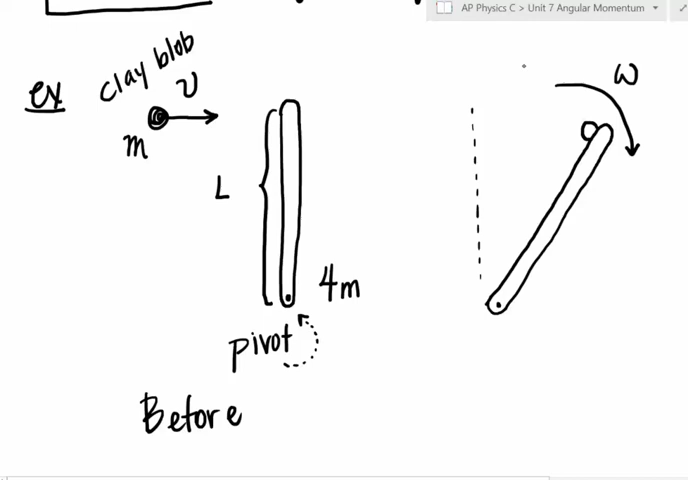 AP Physics C > Unit 7 Angular Momentum
ex
clay blob
v
m
L
4m
pivot
Before
ω